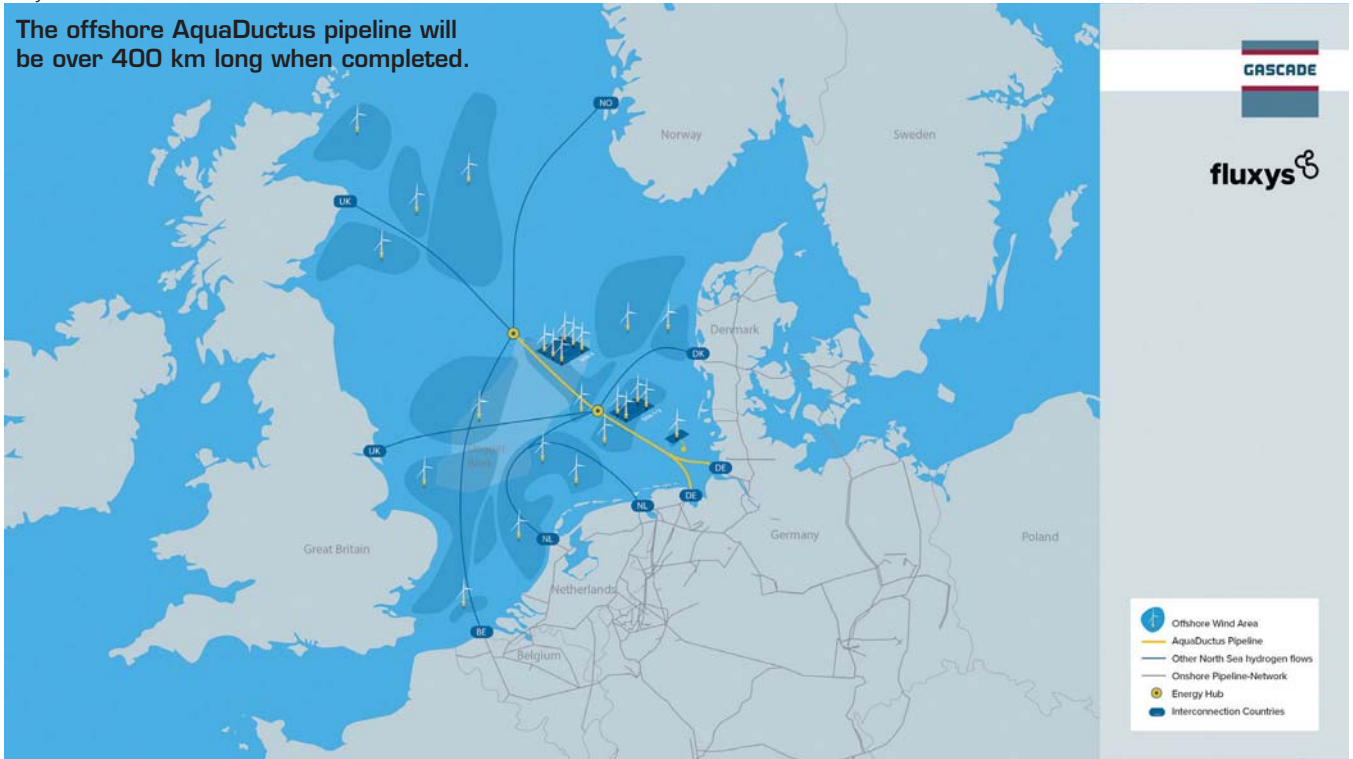 The offshore AquaDuctus pipeline will
be over 400 km long when completed.
GASCADE
fluxys
NO
Norway
Sweden
UK
Denmark
DK
UK
DE
DE
NL
NL
Great Britain
Germany
Poland
Netherlands
BE
Belgium
Offshore Wind Area
AquaDuctus Pipeline
Other North Sea hydrogen flows
Onshore Pipeline-Network
Energy Hub
Interconnection Countries